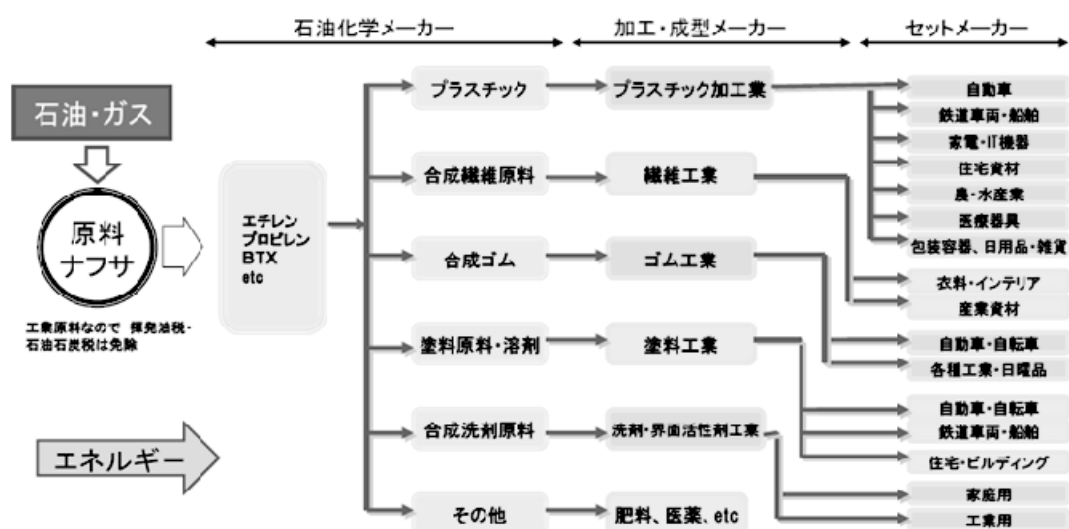 石油化学メーカー
加工・成型メーカー
セットメーカー
石油・ガス
原料
ナフサ
工業原料なので 揮発油税・
石油石炭税は免除
エネルギー
エチレン
プロピレン
BTX
etc
プラスチック
合成繊維原料
合成ゴム
塗料原料・溶剤
合成洗剤原料
その他
プラスチック加工業
繊維工業
ゴム工業
塗料工業
洗剤・界面活性剤工業
肥料、医薬、etc
自動車
鉄道車両・船舶
家電・IT機器
住宅資材
農・水産業
医療器具
包装容器、日用品・雑貨
衣料・インテリア
産業資材
自動車・自転車
各種工業・日曜品
自動車・自転車
鉄道車両・船舶
住宅・ビルディング
家庭用
工業用